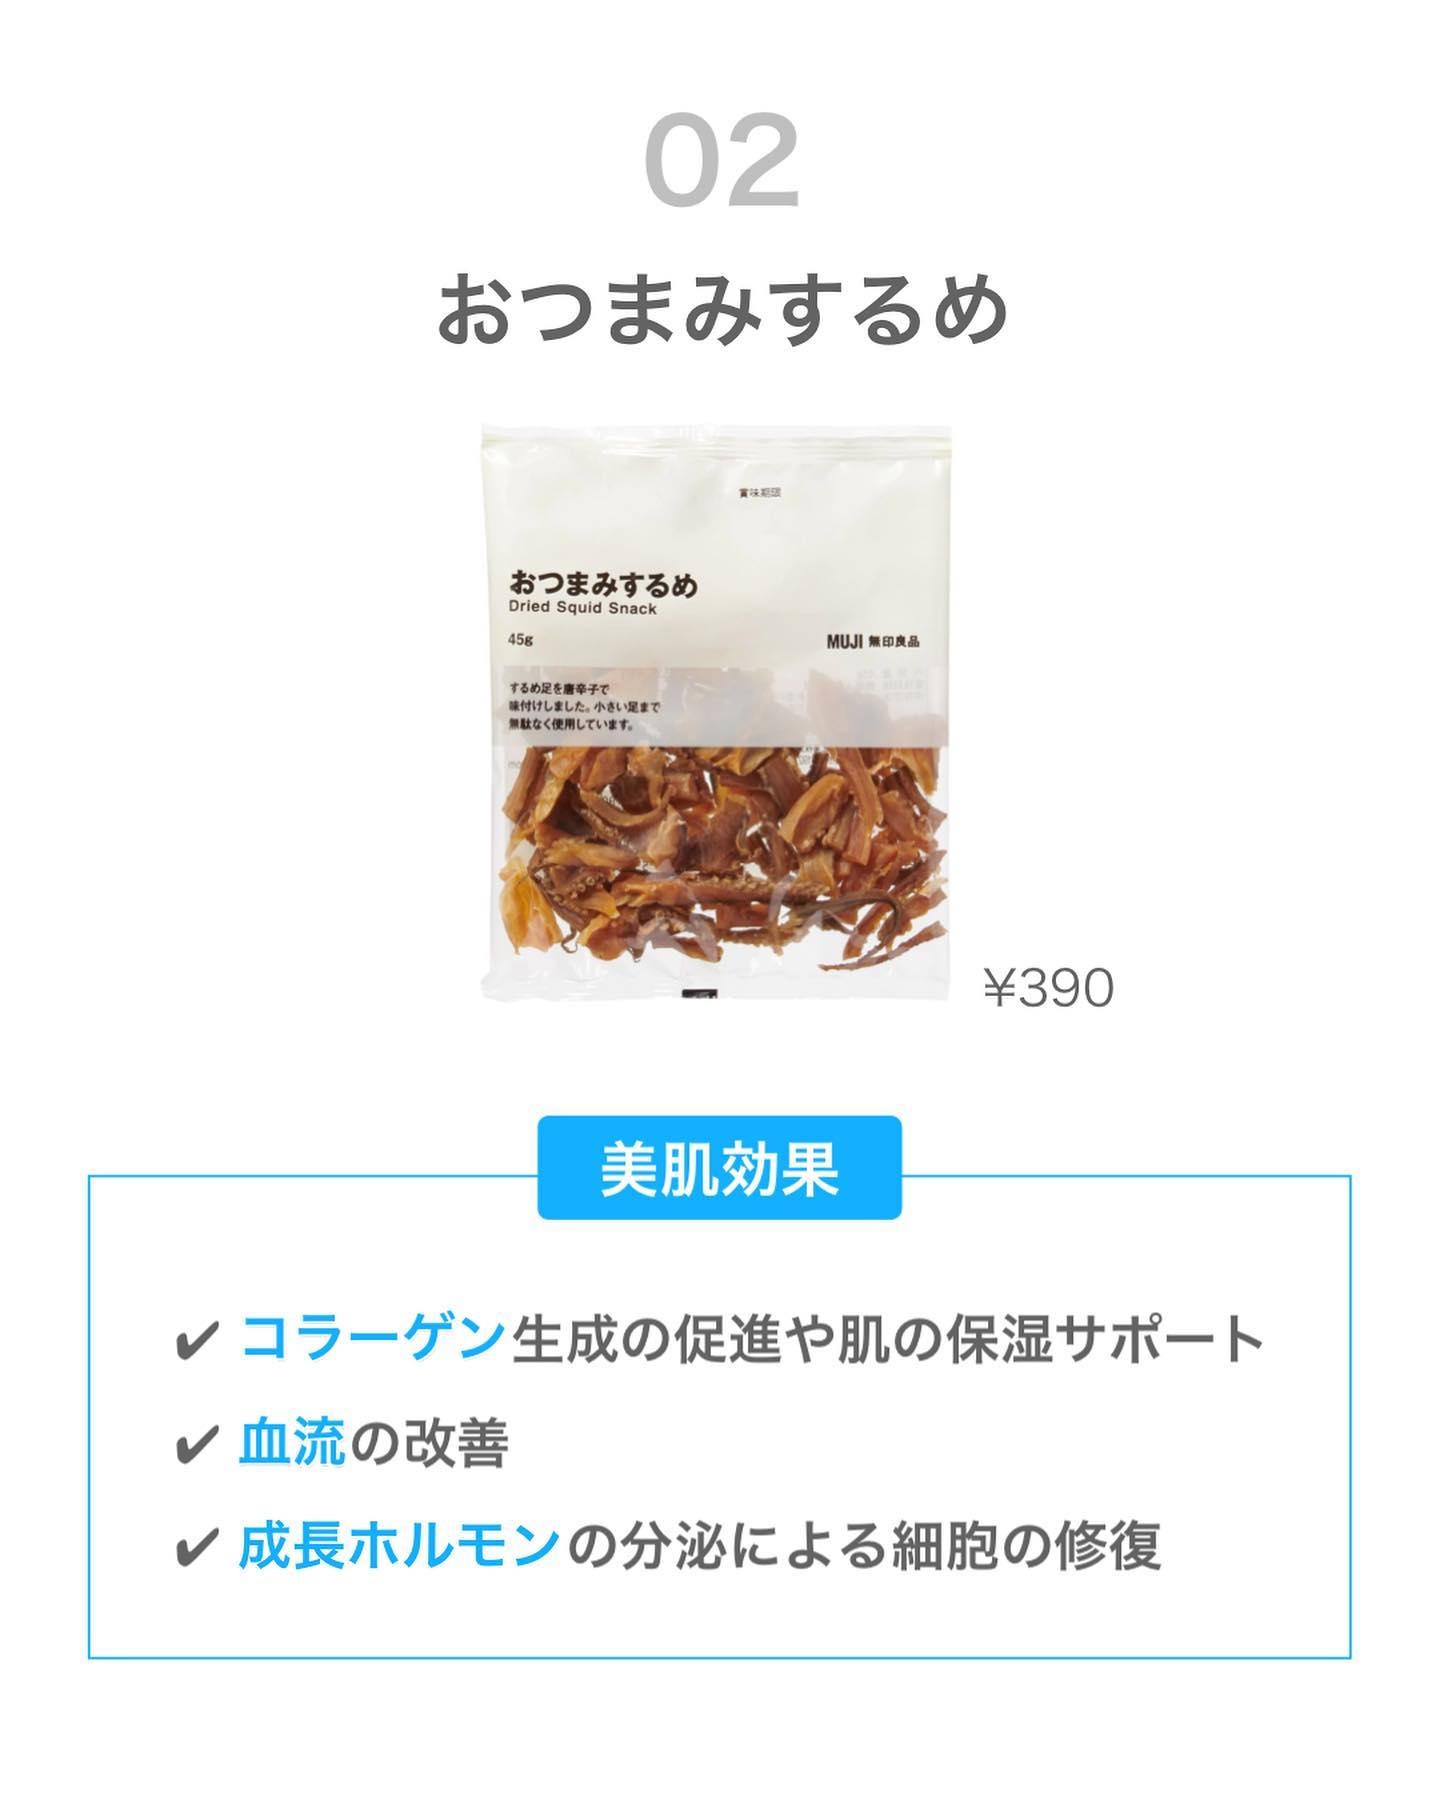 02
おつまみするめ
賞味期限
おつまみするめ
Dried Squid Snack
45g
MUJI 無印良品
するめ足を唐辛子で
味付けしました。小さい足まで
無駄なく使用しています。
¥390
美肌効果
✔ コラーゲン生成の促進や肌の保湿サポート
✔ 血流の改善
✔ 成長ホルモンの分泌による細胞の修復